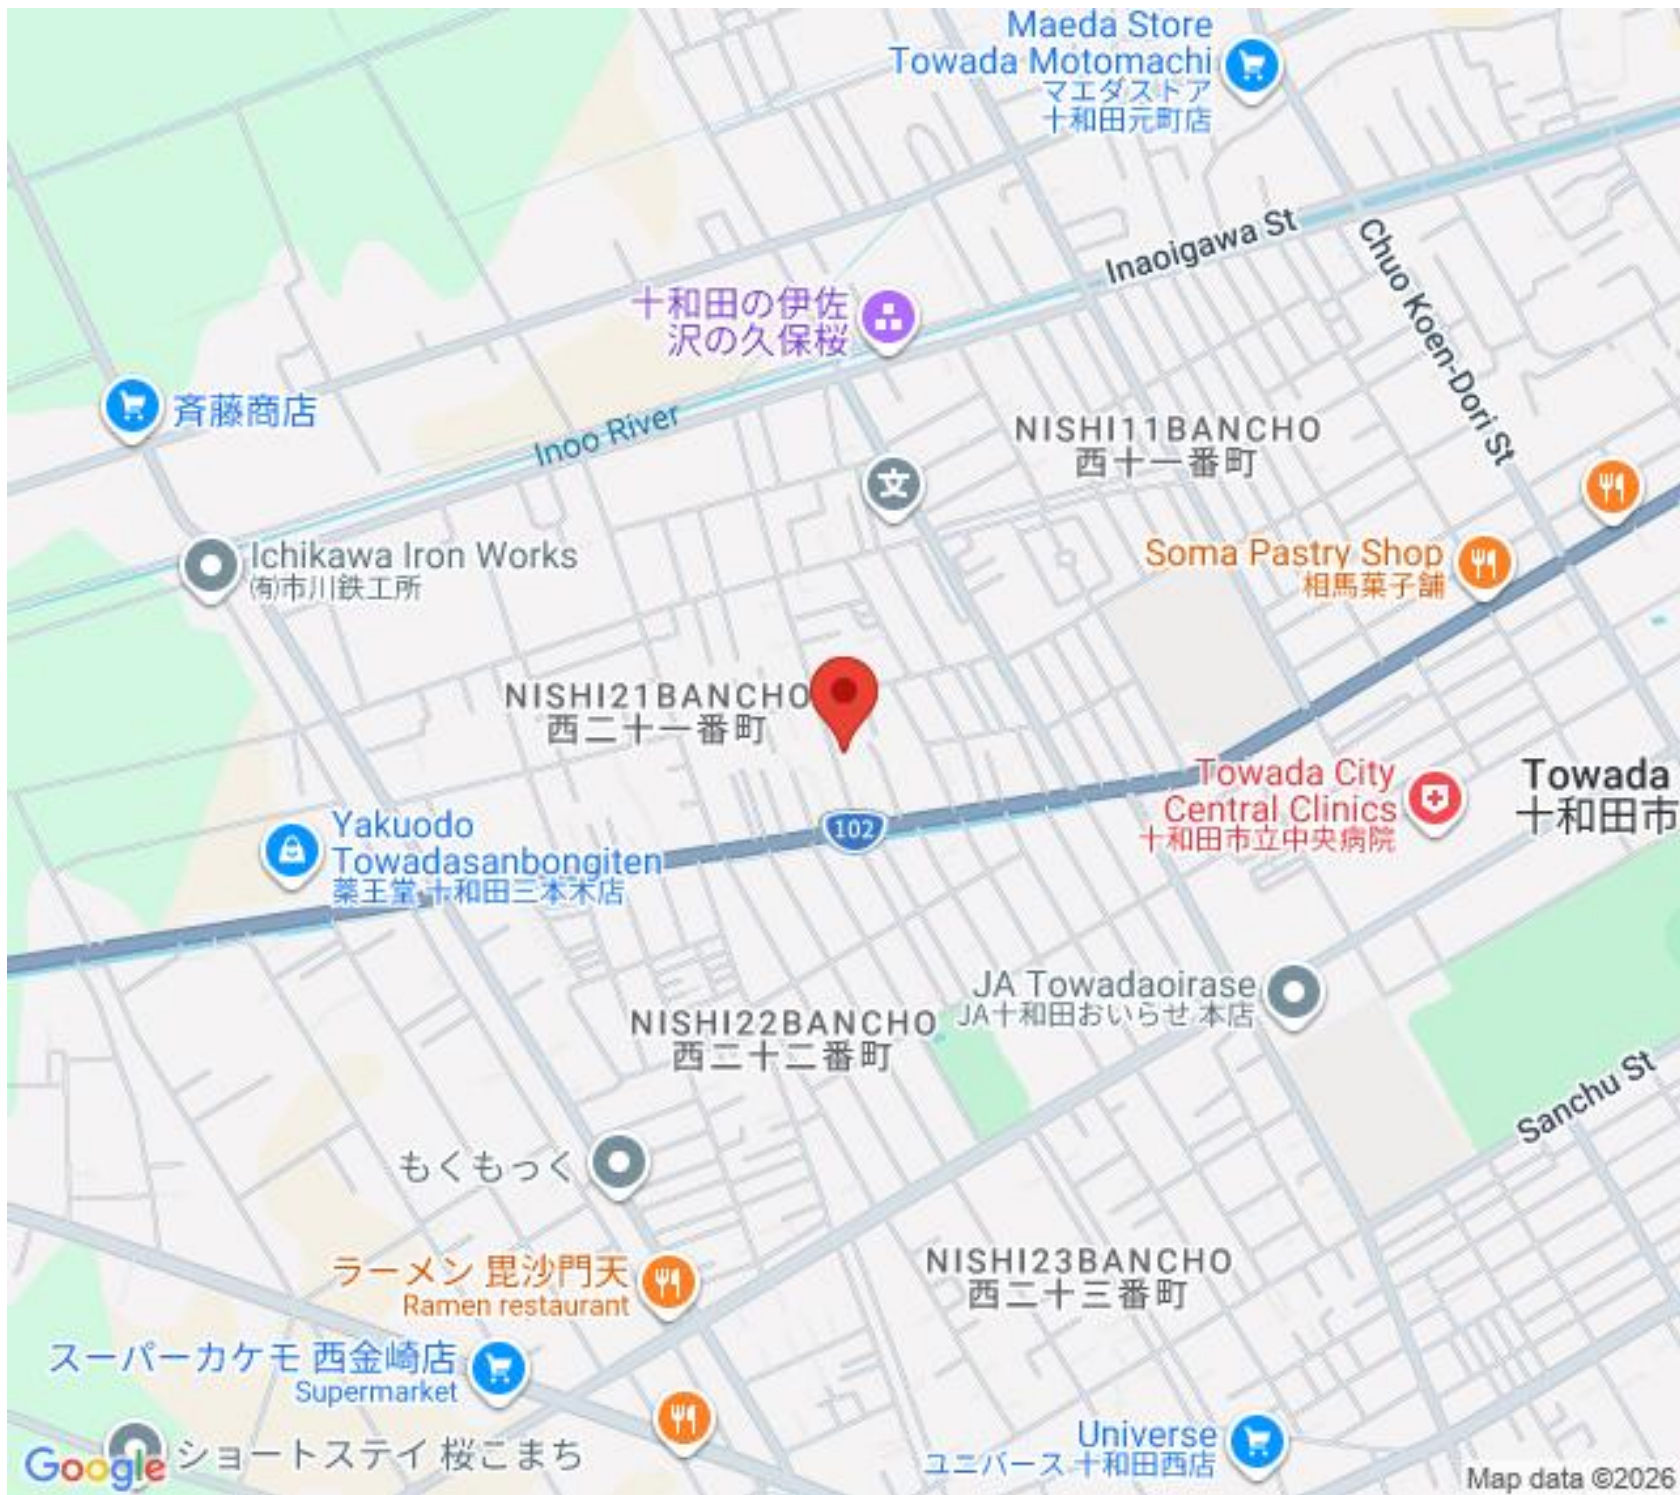 Maeda Store
Towada Motomachi
マエダストア
十和田元町店
Inaoigawa St
Chuo Koen-Dori St
十和田の伊佐
沢の久保桜
斉藤商店
Inoo River
NISHI11BANCHO
西十一番町
文
Ichikawa Iron Works
㈲市川鉄工所
Soma Pastry Shop
相馬菓子舗
NISHI21BANCHO
西二十一番町
Towada City
Central Clinics
十和田市立中央病院
Towada
十和田市
102
Yakuodo
Towadasanbongiten
薬王堂 十和田三本木店
JA Towadaoirase
JA十和田おいらせ 本店
NISHI22BANCHO
西二十二番町
Sanchu St
もくもっく
NISHI23BANCHO
西二十三番町
ラーメン 毘沙門天
Ramen restaurant
スーパーカケモ 西金崎店
Supermarket
Universe
ユニバース 十和田西店
ショートステイ 桜こまち
Google
Map data ©2026